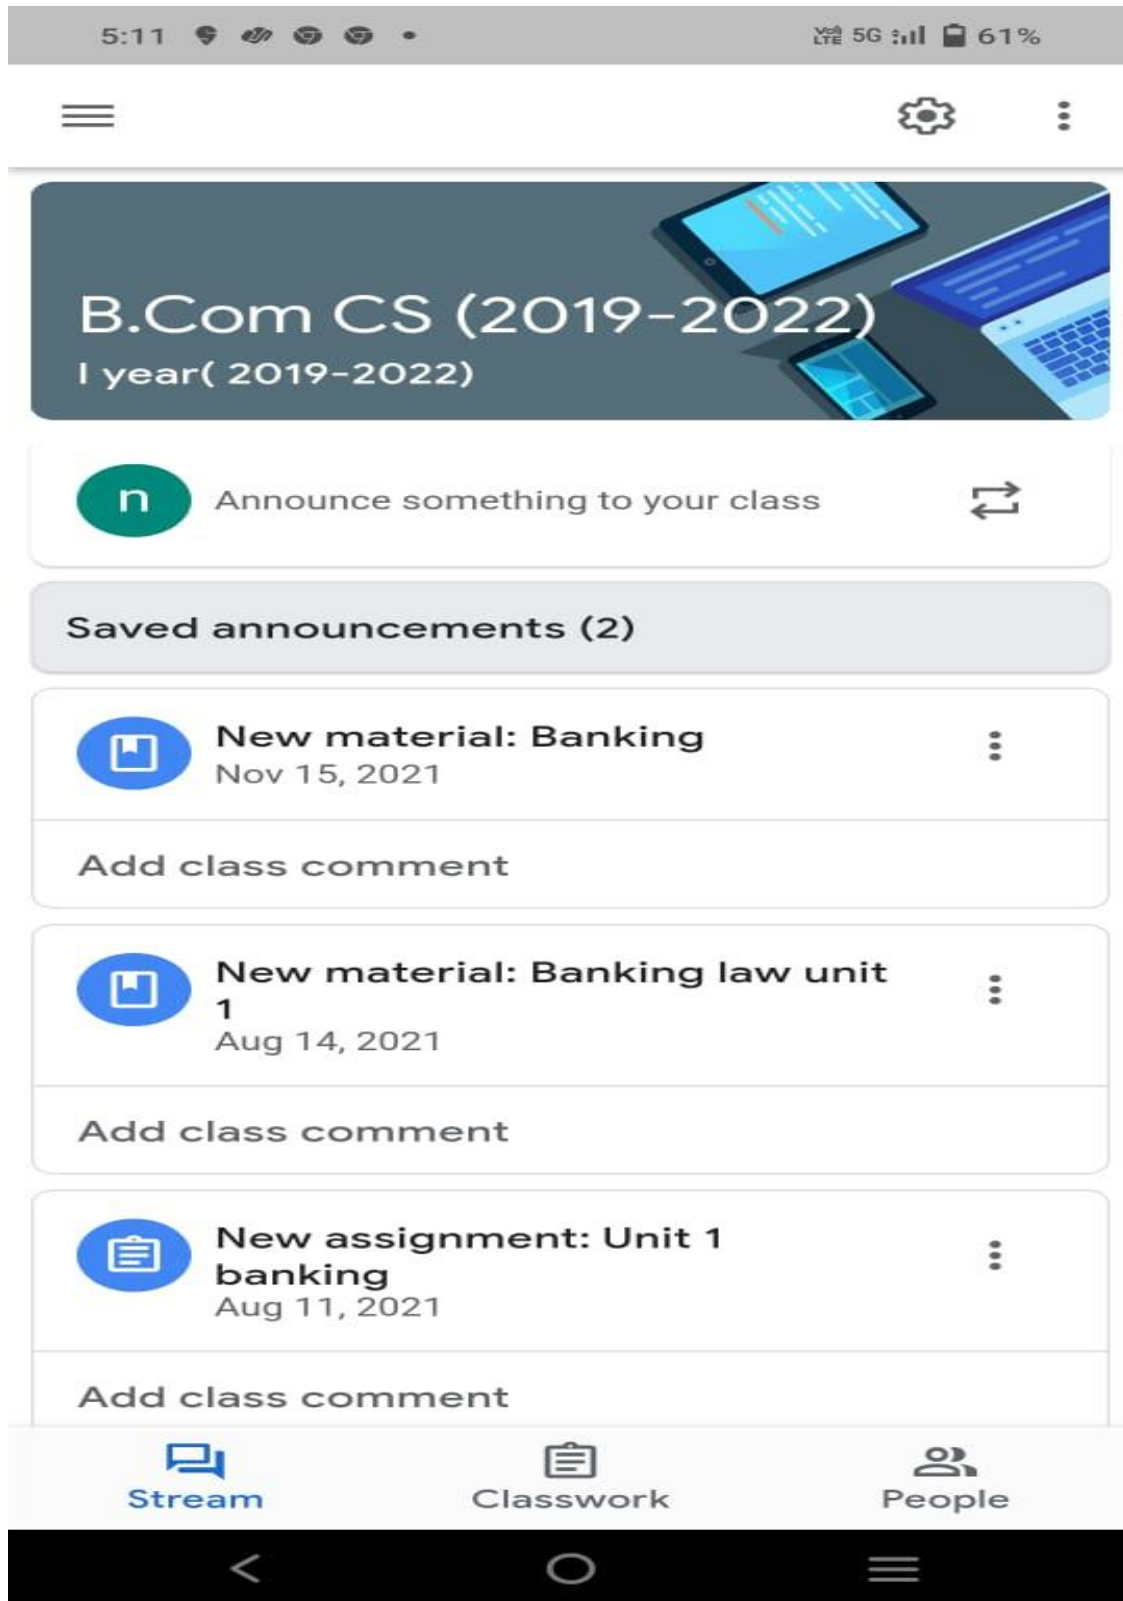 5:11
VoLTE 5G 61%
B.Com CS (2019-2022)
I year( 2019-2022)
n
Announce something to your class
Saved announcements (2)
New material: Banking
Nov 15, 2021
Add class comment
New material: Banking law unit
1
Aug 14, 2021
Add class comment
New assignment: Unit 1
banking
Aug 11, 2021
Add class comment
Stream Classwork People